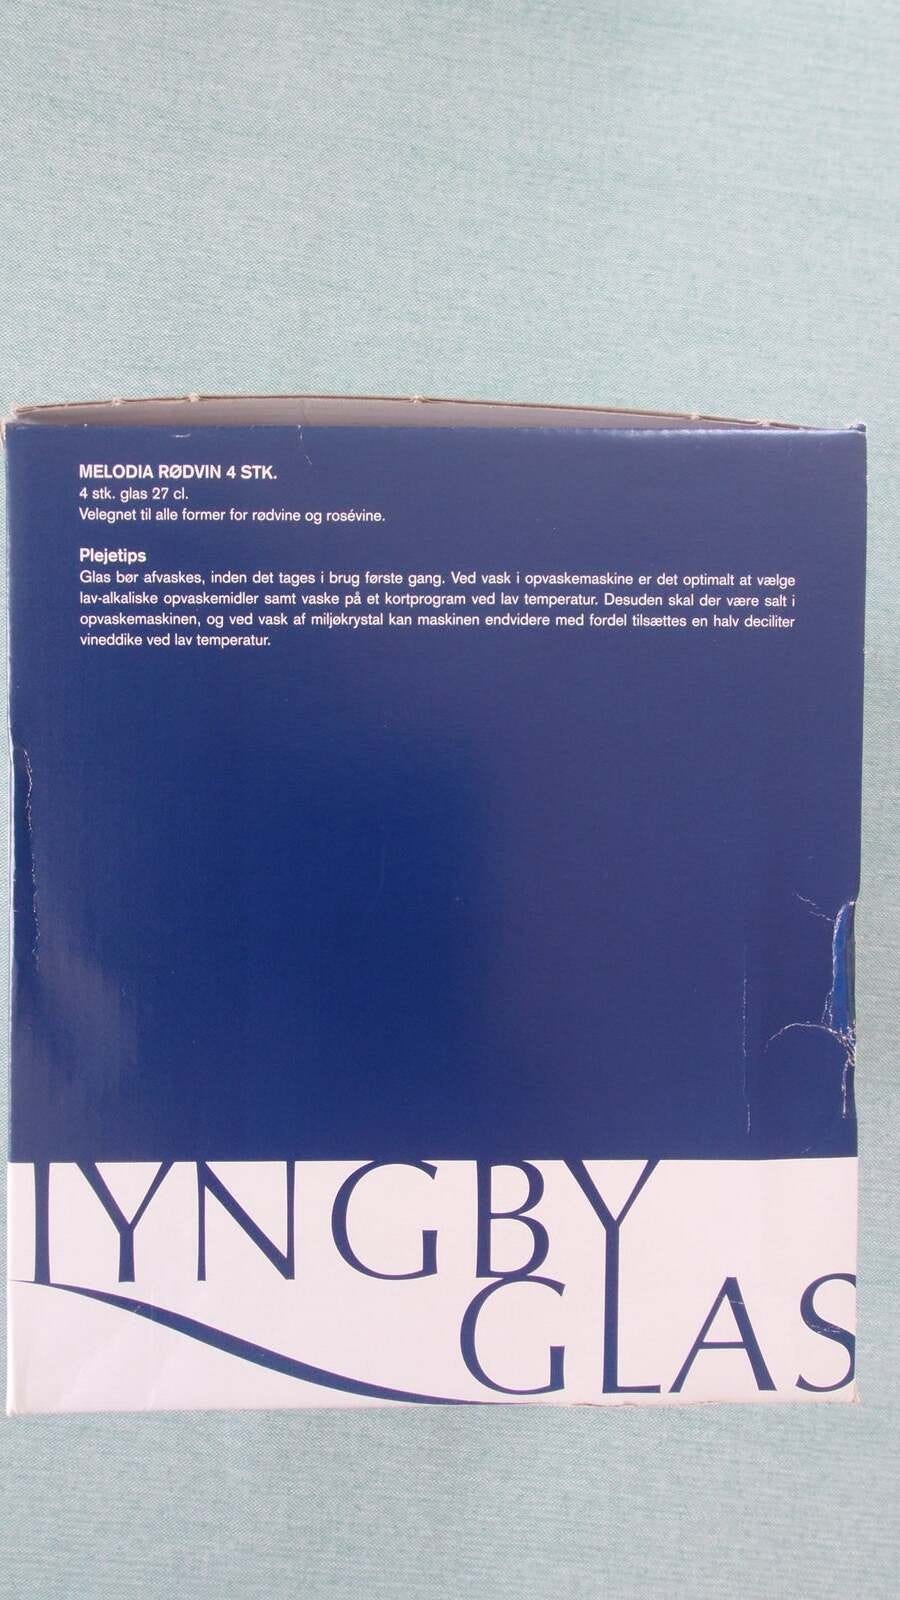 MELODIA RØDVIN 4 STK.
4 stk. glas 27 cl.
Velegnet til alle former for rødvine og rosévine.
Plejetips
Glas bør afvaskes, inden det tages i brug første gang. Ved vask i opvaskemaskine er det optimalt at vælge
lav-alkaliske opvaskemidler samt vaske på et kortprogram ved lav temperatur. Desuden skal der være salt i
opvaskemaskinen, og ved vask af miljøkrystal kan maskinen endvidere med fordel tilsættes en halv deciliter
vineddike ved lav temperatur.
LYNGBY
GLAS